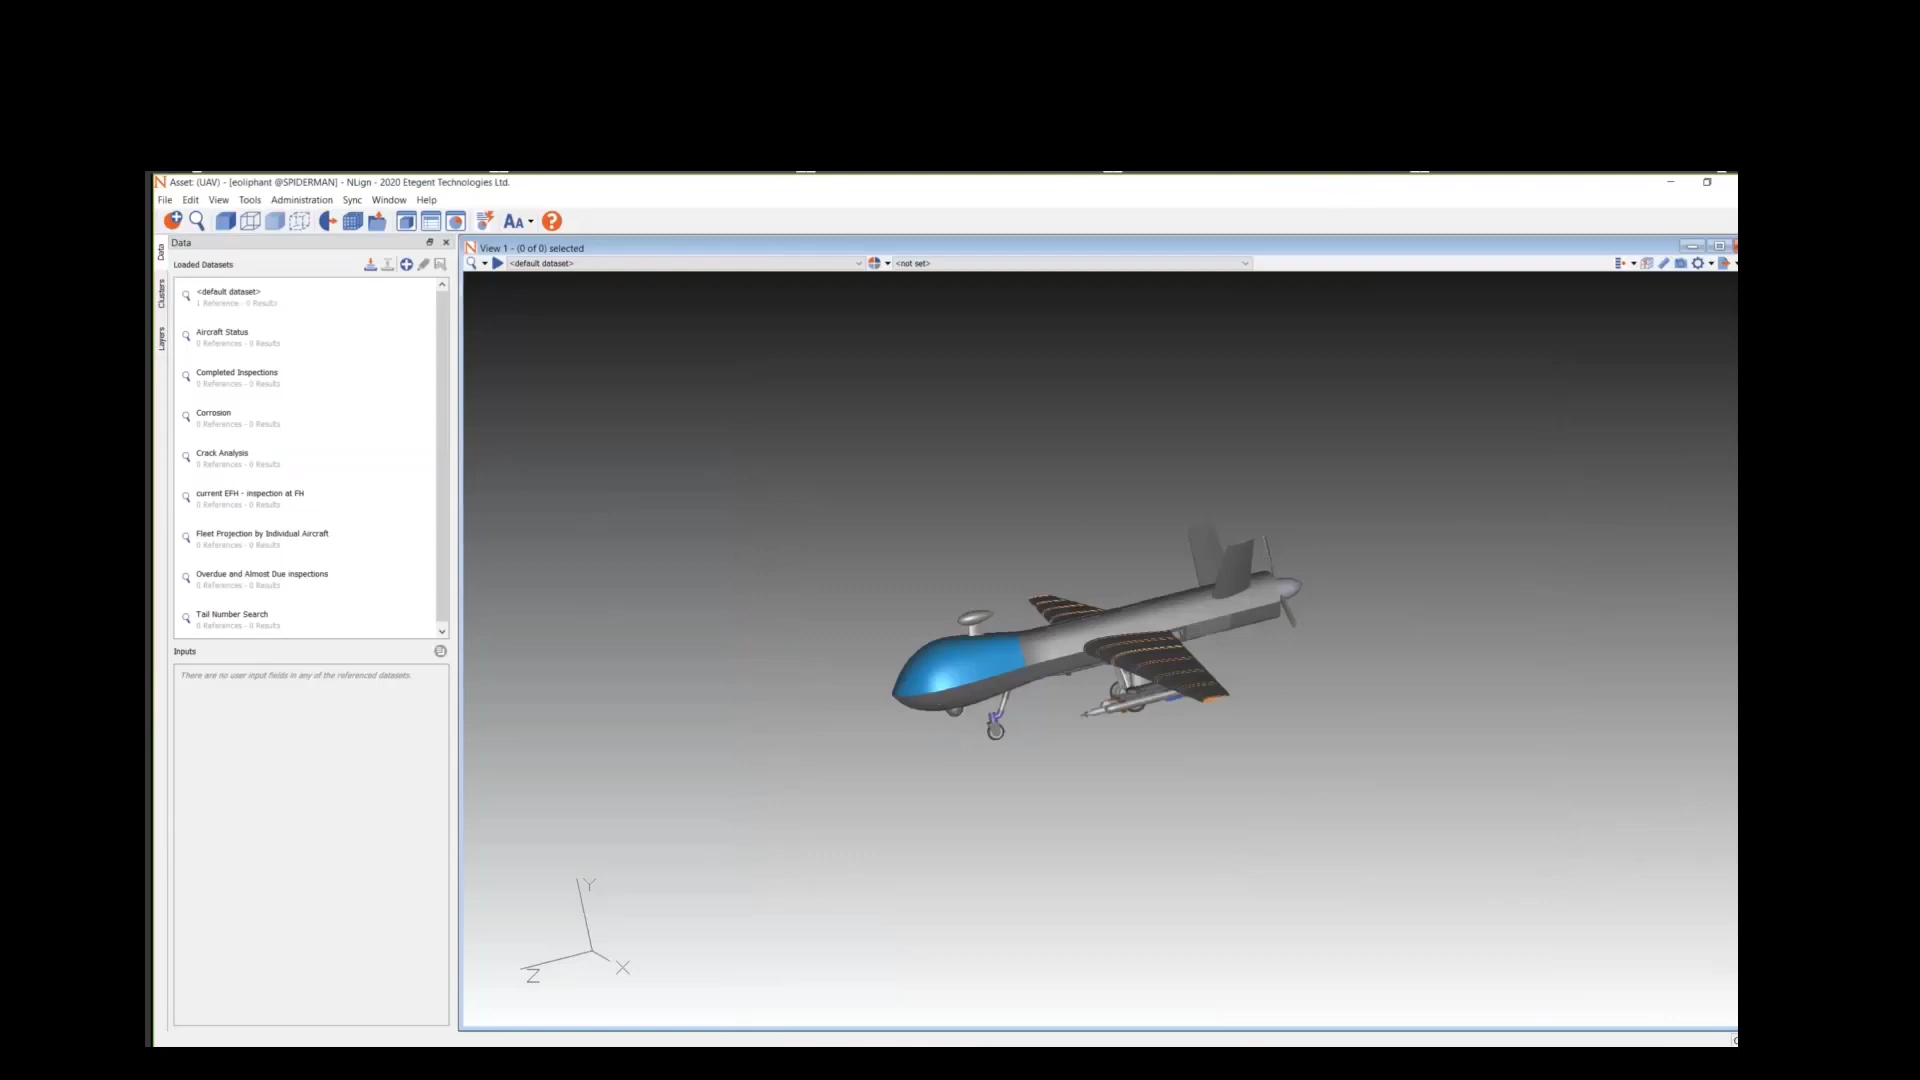 Asset: (UAV) - [eoliphant @SPIDERMAN] - NLign - 2020 Etegent Technologies Ltd.
File Edit View Tools Administration Sync Window Help
AA
?
Data
Data
Clusters
Layers
Loaded Datasets
<default dataset>
1 Reference - 0 Results
Aircraft Status
0 References - 0 Results
Completed Inspections
0 References - 0 Results
Corrosion
0 References - 0 Results
Crack Analysis
0 References - 0 Results
current EFH - inspection at FH
0 References - 0 Results
Fleet Projection by Individual Aircraft
0 References - 0 Results
Overdue and Almost Due inspections
0 References - 0 Results
Tail Number Search
0 References - 0 Results
Inputs
There are no user input fields in any of the referenced datasets.
View 1 - (0 of 0) selected
<default dataset>
<not set>
Y
Z
X